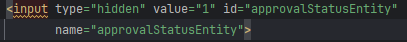 <input type="hidden" value="1" id="approvalStatusEntity"
name="approvalStatusEntity">